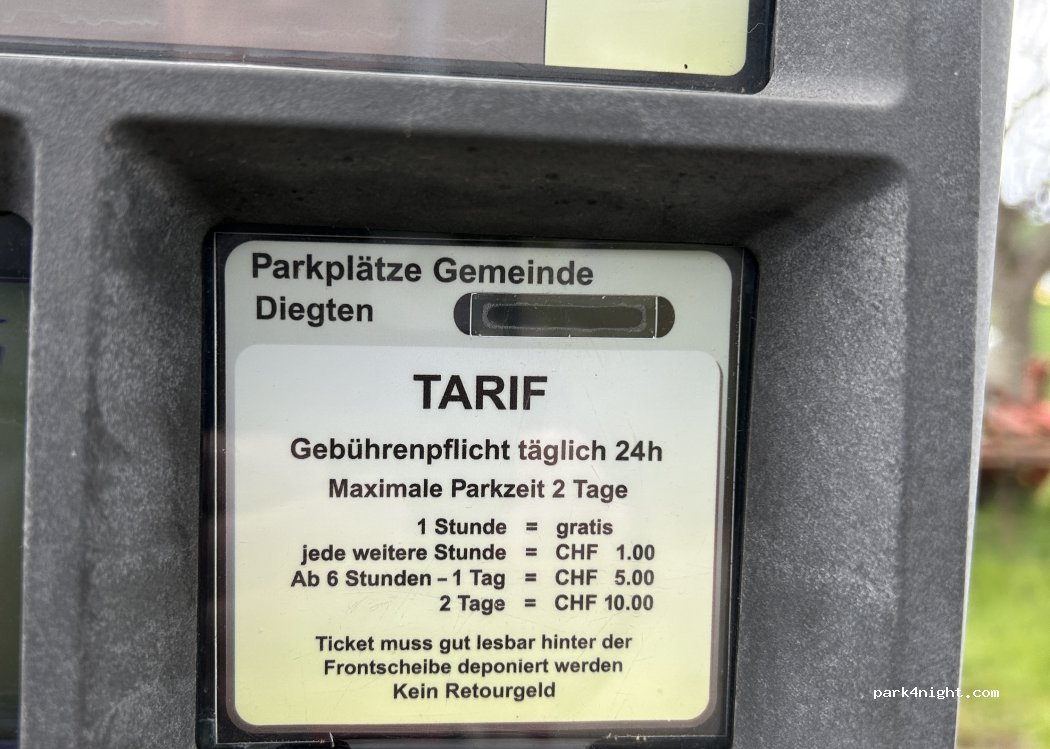 Parkplätze Gemeinde
Diegten
TARIF
Gebührenpflicht täglich 24h
Maximale Parkzeit 2 Tage
1 Stunde = gratis
jede weitere Stunde = CHF 1.00
Ab 6 Stunden – 1 Tag = CHF 5.00
2 Tage = CHF 10.00
Ticket muss gut lesbar hinter der
Frontscheibe deponiert werden
Kein Retourgeld
park4night.com